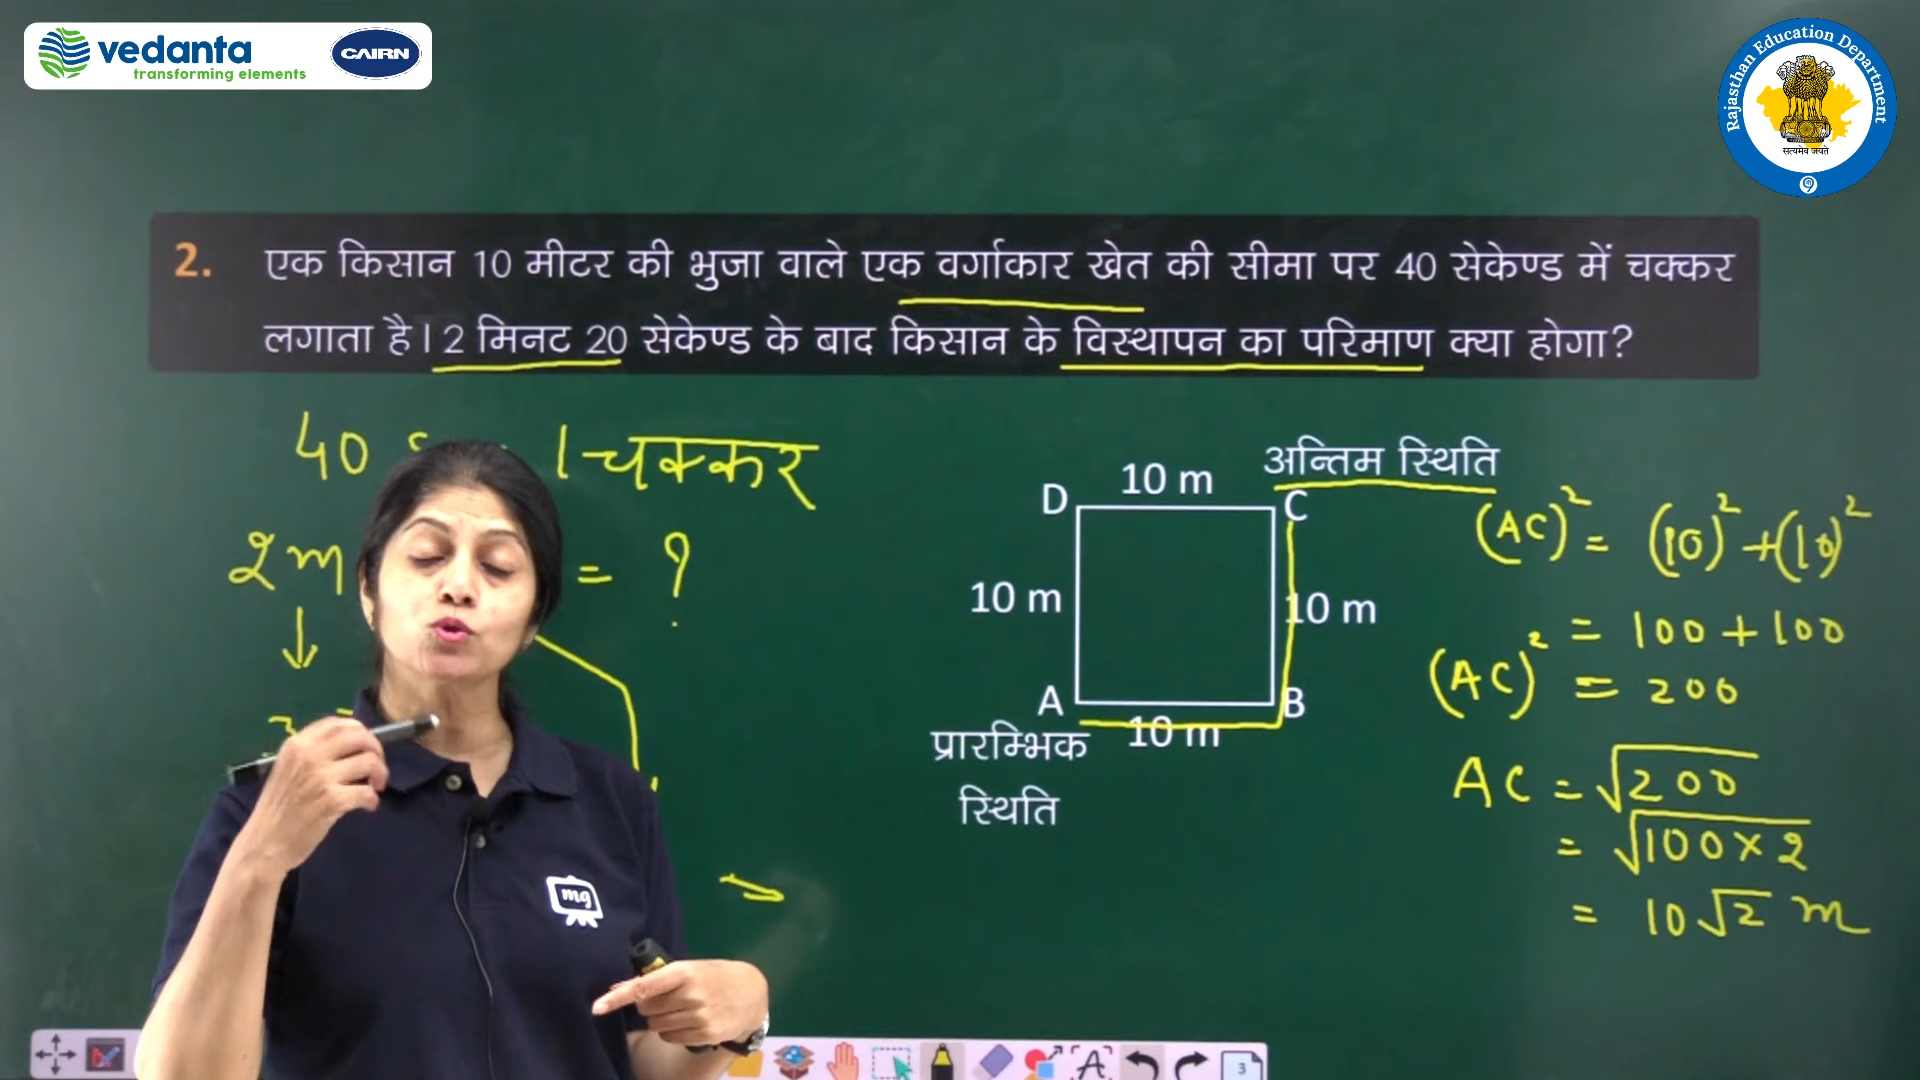 vedanta
transforming elements
CAIRN
Rajasthan Education Department
सत्यमेव जयते
2. एक किसान 10 मीटर की भुजा वाले एक वर्गाकार खेत की सीमा पर 40 सेकेण्ड में चक्कर
लगाता है। 2 मिनट 20 सेकेण्ड के बाद किसान के विस्थापन का परिमाण क्या होगा?
40 1 चक्कर
2m = ?
अन्तिम स्थिति
10 m
D C
10 m 10 m
A B
10 m
प्रारम्भिक
स्थिति
(AC)² = (10)² + (10)²
= 100 + 100
(AC)² = 200
AC = √200
= √100 × 2
= 10√2 m
mg
A
3